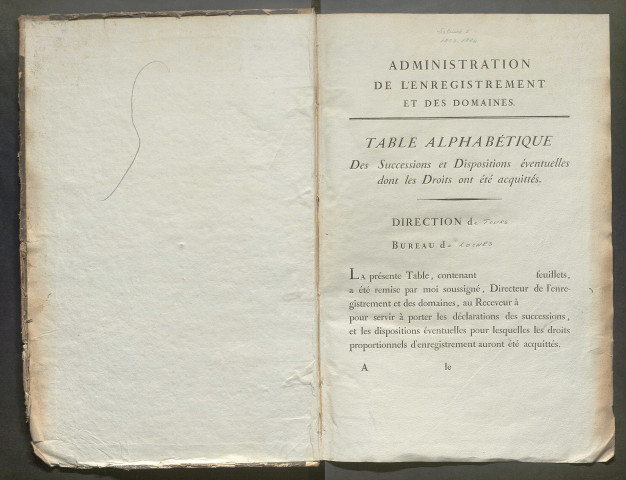 ADMINISTRATION
DE L'ENREGISTREMENT
ET DES DOMAINES.
TABLE ALPHABÉTIQUE
Des Successions et Dispositions éventuelles
dont les Droits ont été acquittés.
DIRECTION de Tours
BUREAU de
LA présente Table, contenant feuillets,
a été remise par moi soussigné, Directeur de l'enre-
gistrement et des domaines, au Receveur à
pour servir à porter les déclarations des successions,
et les dispositions éventuelles pour lesquelles les droits
proportionnels d'enregistrement auront été acquittés.
A le